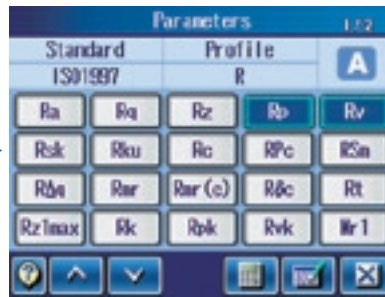 Parameters 1/2
Standard Profile
ISO1997 R
A
Ra Rq Rz Rp Rv
Rsk Rku Rc RPc RSm
RΔq Rmr Rmr(c) Rδc Rt
Rz1max Rk Rpk Rvk Mr1
?